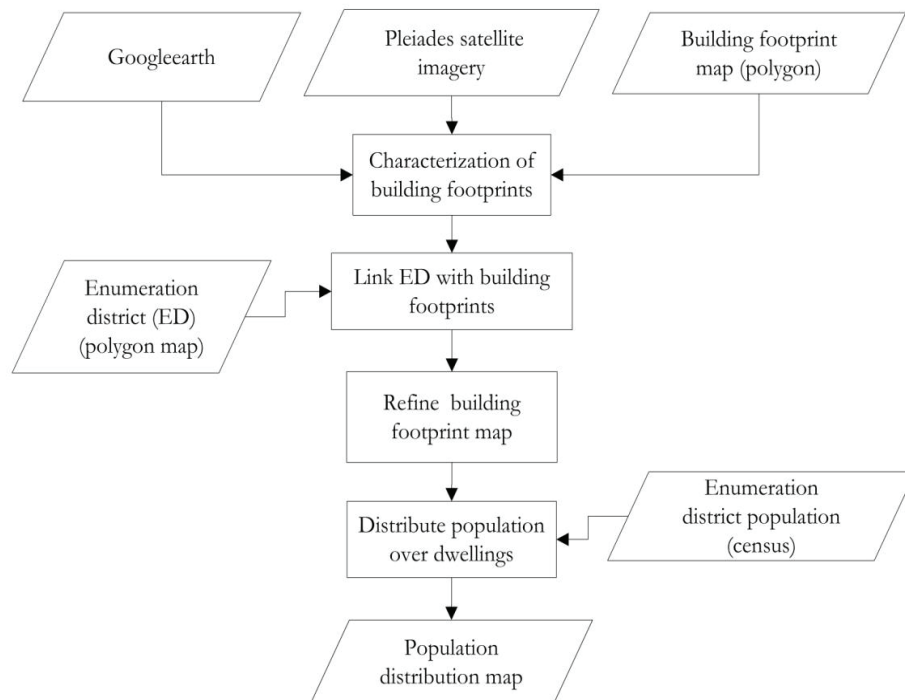 Googleearth
Pleiades satellite
imagery
Building footprint
map (polygon)
Characterization of
building footprints
Enumeration
district (ED)
(polygon map)
Link ED with building
footprints
Refine building
footprint map
Distribute population
over dwellings
Enumeration
district population
(census)
Population
distribution map